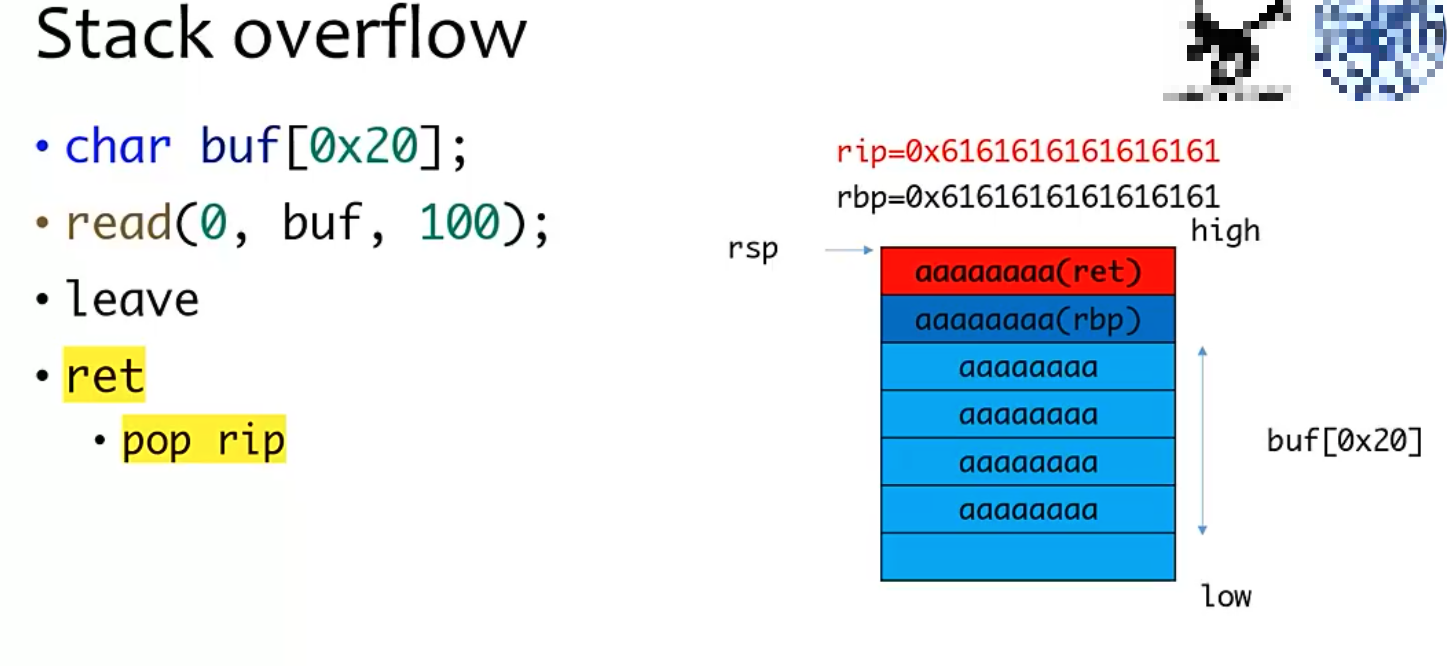 Stack overflow
• char buf[0x20];
• read(0, buf, 100);
• leave
• ret
• pop rip
rip=0x6161616161616161
rbp=0x6161616161616161
high
rsp
aaaaaaaa(ret)
aaaaaaaa(rbp)
aaaaaaaa
aaaaaaaa
aaaaaaaa
aaaaaaaa
buf[0x20]
low